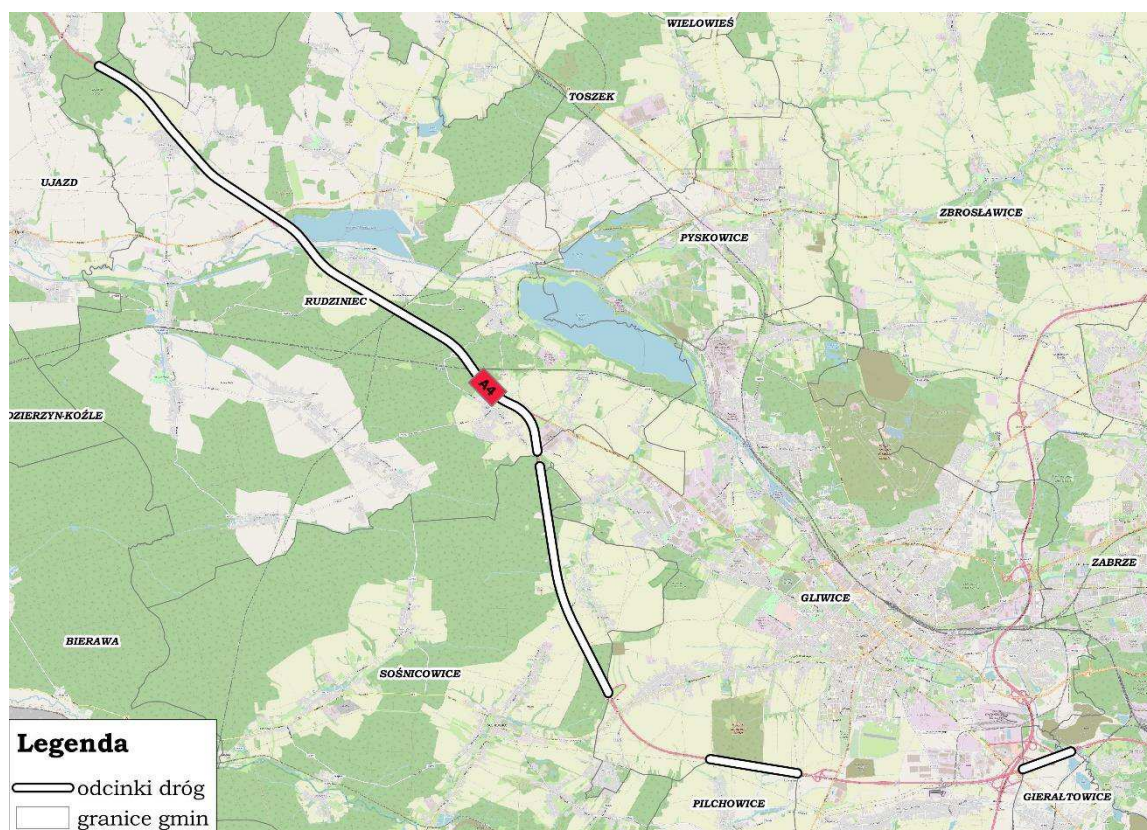 WIELOWIEŚ
TOSZEK
UJAZD
ZBROSŁAWICE
PYSKOWICE
RUDZINIEC
A4
DZIERZYN-KOŹLE
ZABRZE
GLIWICE
BIERAWA
SOŚNICOWICE
PILCHOWICE
GIERAŁTOWICE
Legenda
odcinki dróg
granice gmin